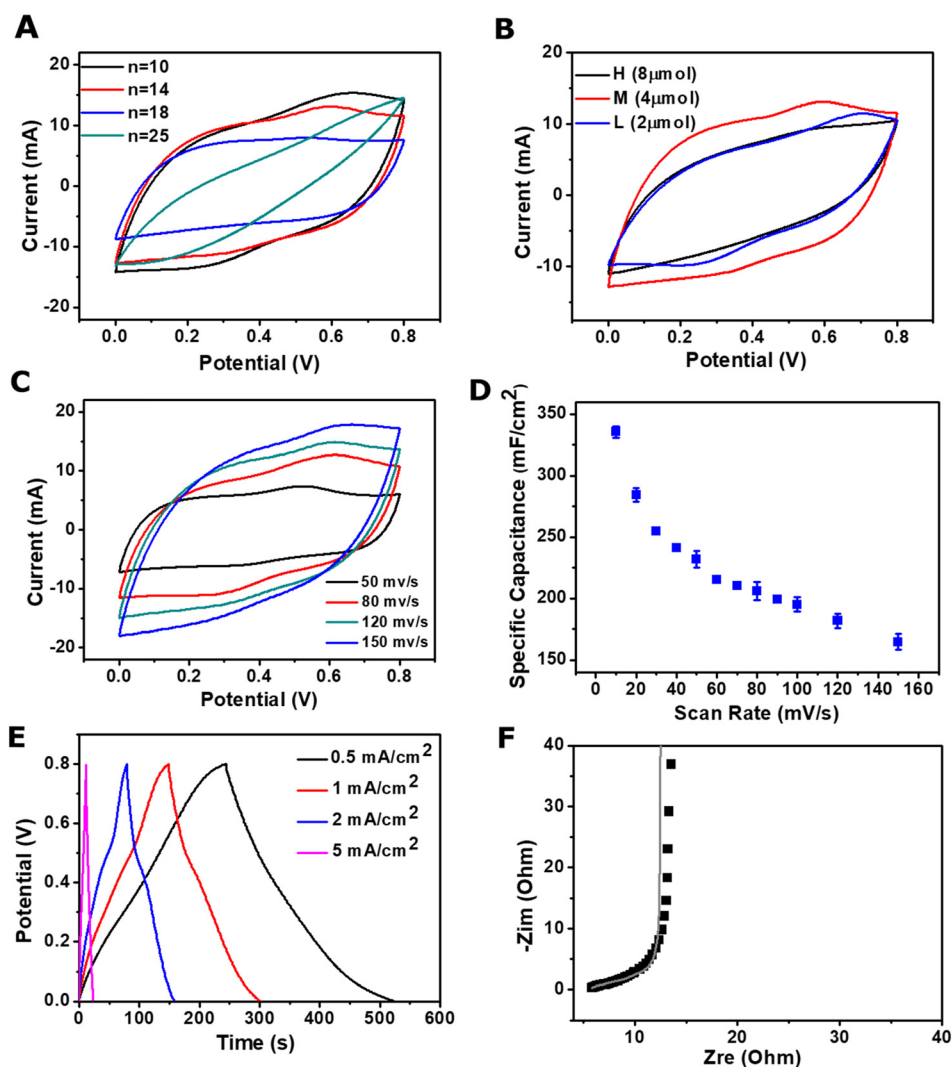 A
n=10
n=14
n=18
n=25
20
10
0
-10
-20
Current (mA)
0.0 0.2 0.4 0.6 0.8
Potential (V)
B
H (8μmol)
M (4μmol)
L (2μmol)
20
10
0
-10
Current (mA)
0.0 0.2 0.4 0.6 0.8
Potential (V)
C
20
10
0
-10
-20
Current (mA)
50 mv/s
80 mv/s
120 mv/s
150 mv/s
0.0 0.2 0.4 0.6 0.8
Potential (V)
D
350
300
250
200
150
Specific Capacitance (mF/cm²)
0 20 40 60 80 100 120 140 160
Scan Rate (mV/s)
E
0.5 mA/cm²
1 mA/cm²
2 mA/cm²
5 mA/cm²
0.8
0.4
0.0
Potential (V)
0 100 200 300 400 500 600
Time (s)
F
40
30
20
10
0
-Zim (Ohm)
10 20 30 40
Zre (Ohm)